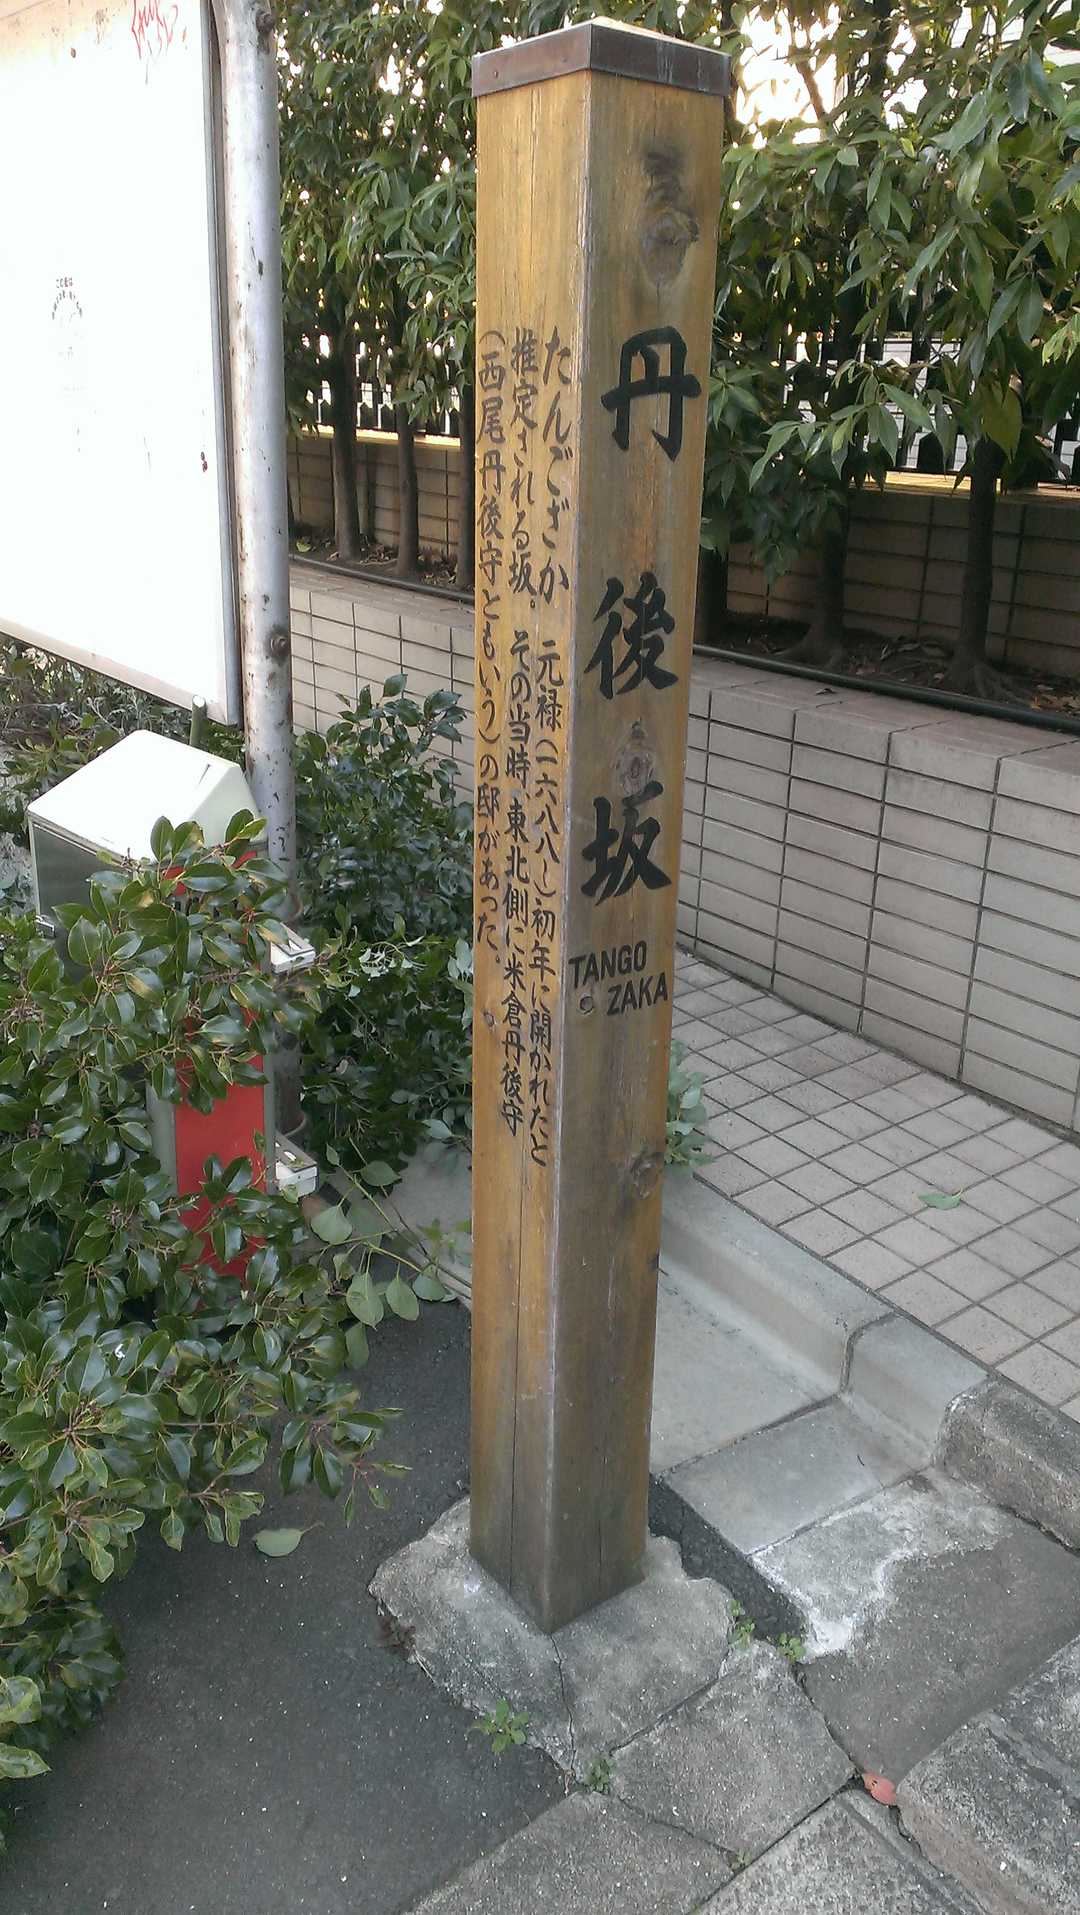 丹後坂
TANGO
ZAKA
たんござか 元禄(一六八八―)初年に開かれたと
推定される坂。その当時、東北側に米倉丹後守
(西尾丹後守ともいう)の邸があった。